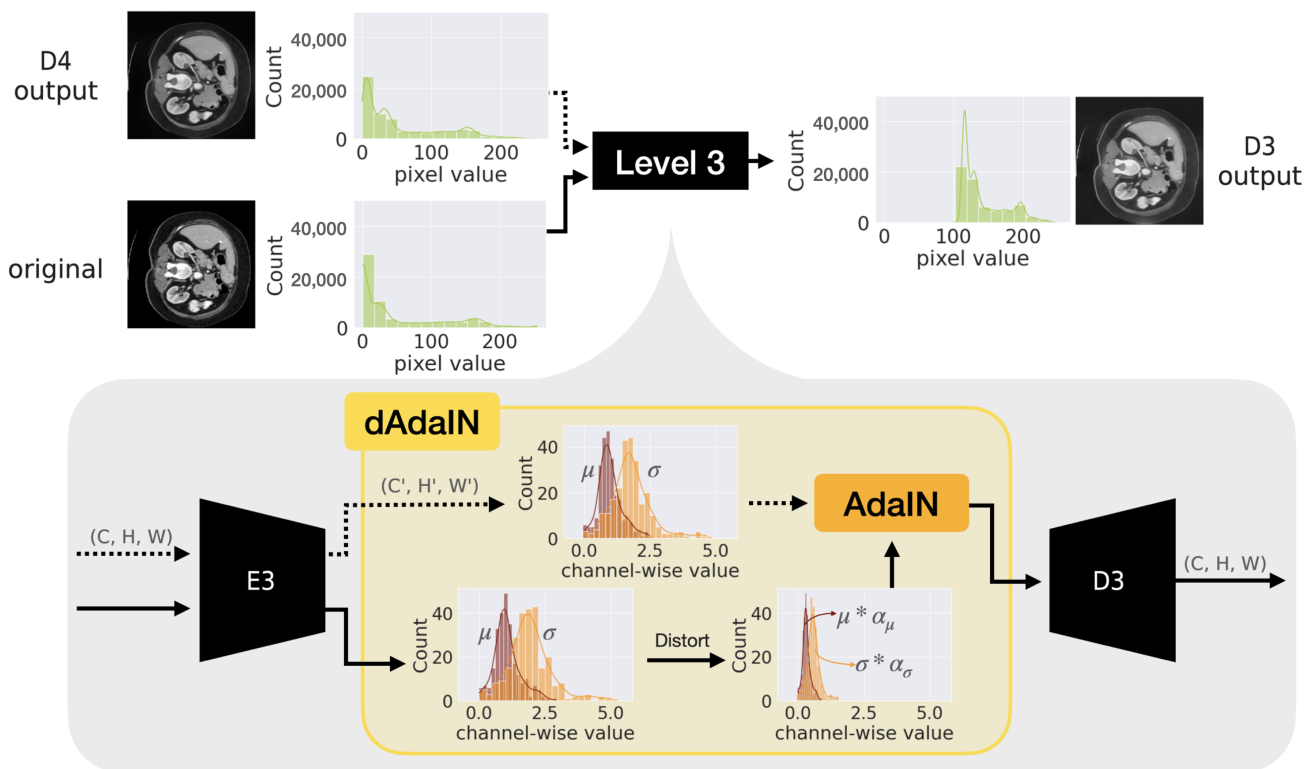 D4
output
Count
40,000
20,000
0
0 100 200
pixel value
original
Count
40,000
20,000
0
0 100 200
pixel value
Level 3
Count
40,000
20,000
0
0 100 200
pixel value
D3
output
dAdaIN
(C, H, W)
E3
(C', H', W')
Count
40
20
0
μ
σ
0.0 2.5 5.0
channel-wise value
Count
40
20
0
μ
σ
0.0 2.5 5.0
channel-wise value
Distort
Count
40
20
0
μ * αμ
σ * ασ
0.0 2.5 5.0
channel-wise value
AdaIN
D3
(C, H, W)